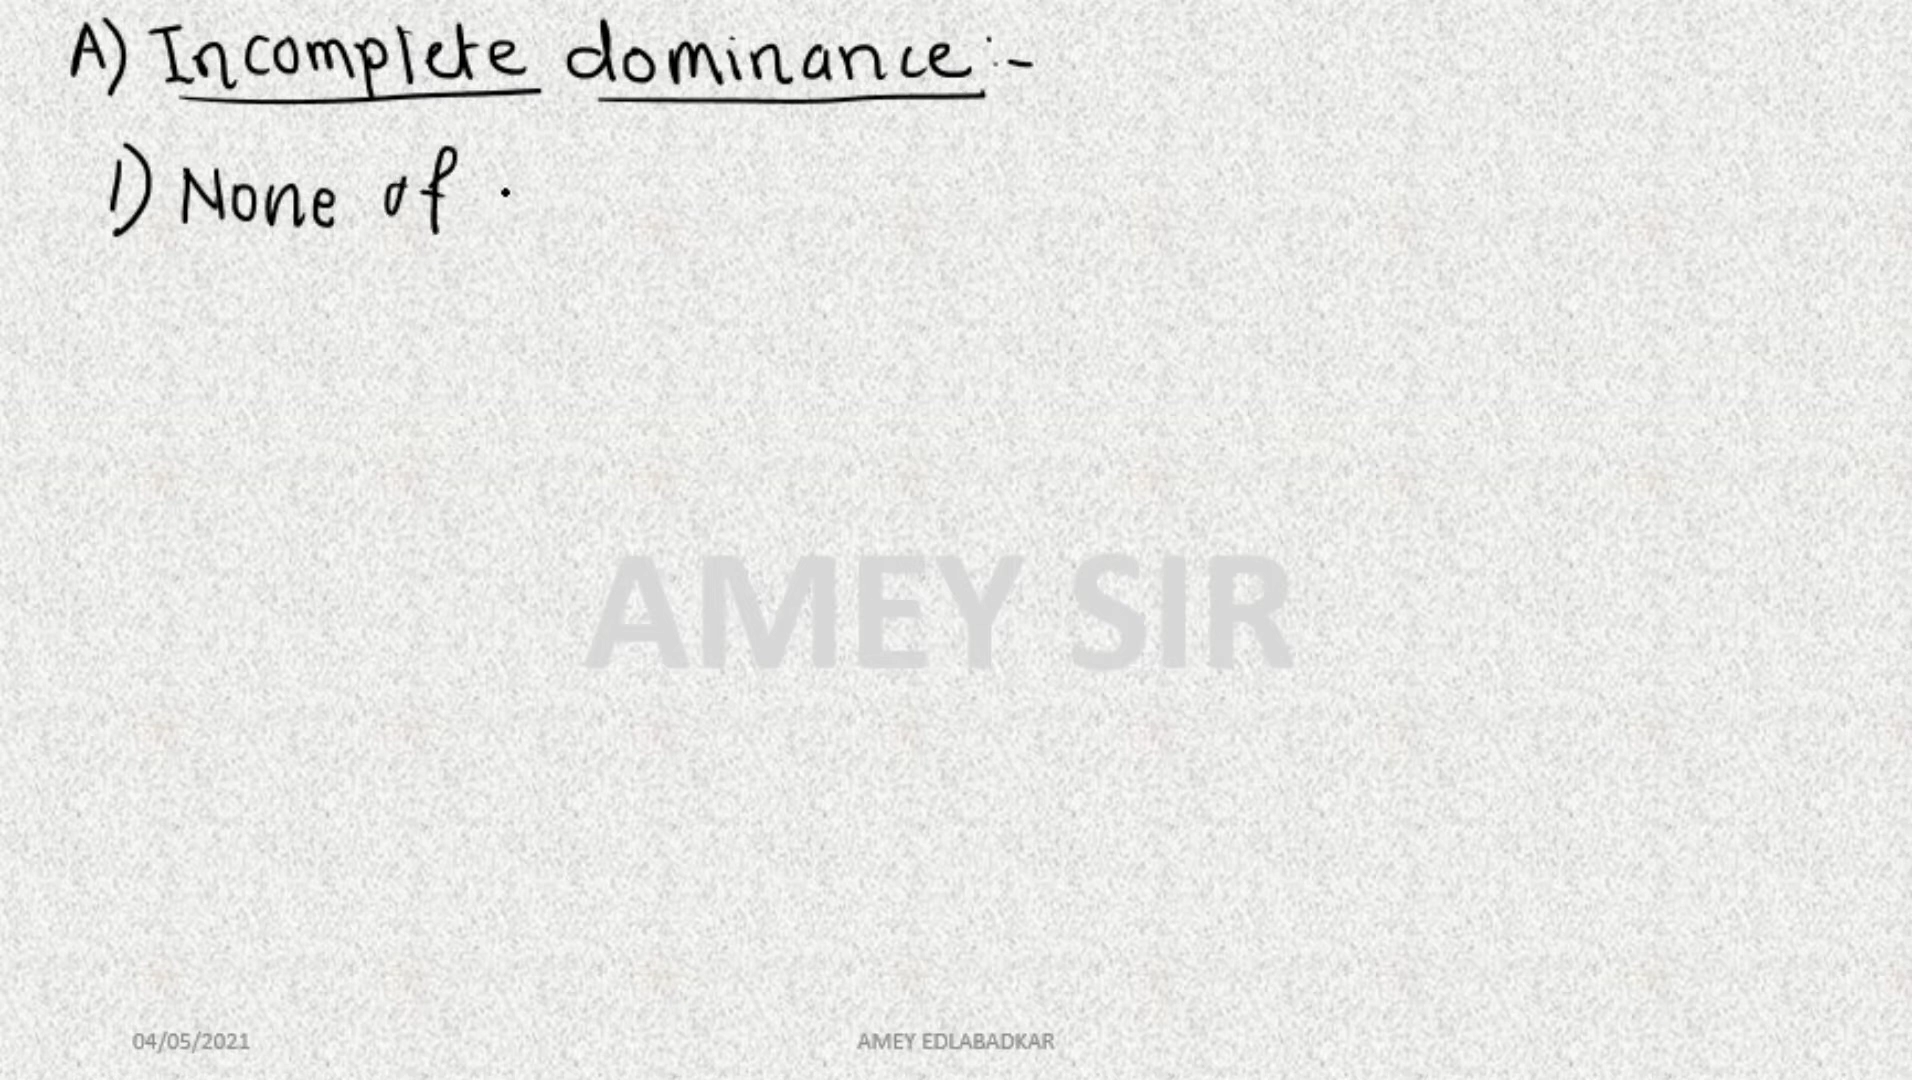 A) Incomplete dominance :-
1) None of
AMEY SIR
04/05/2021
AMEY EDLABADKAR